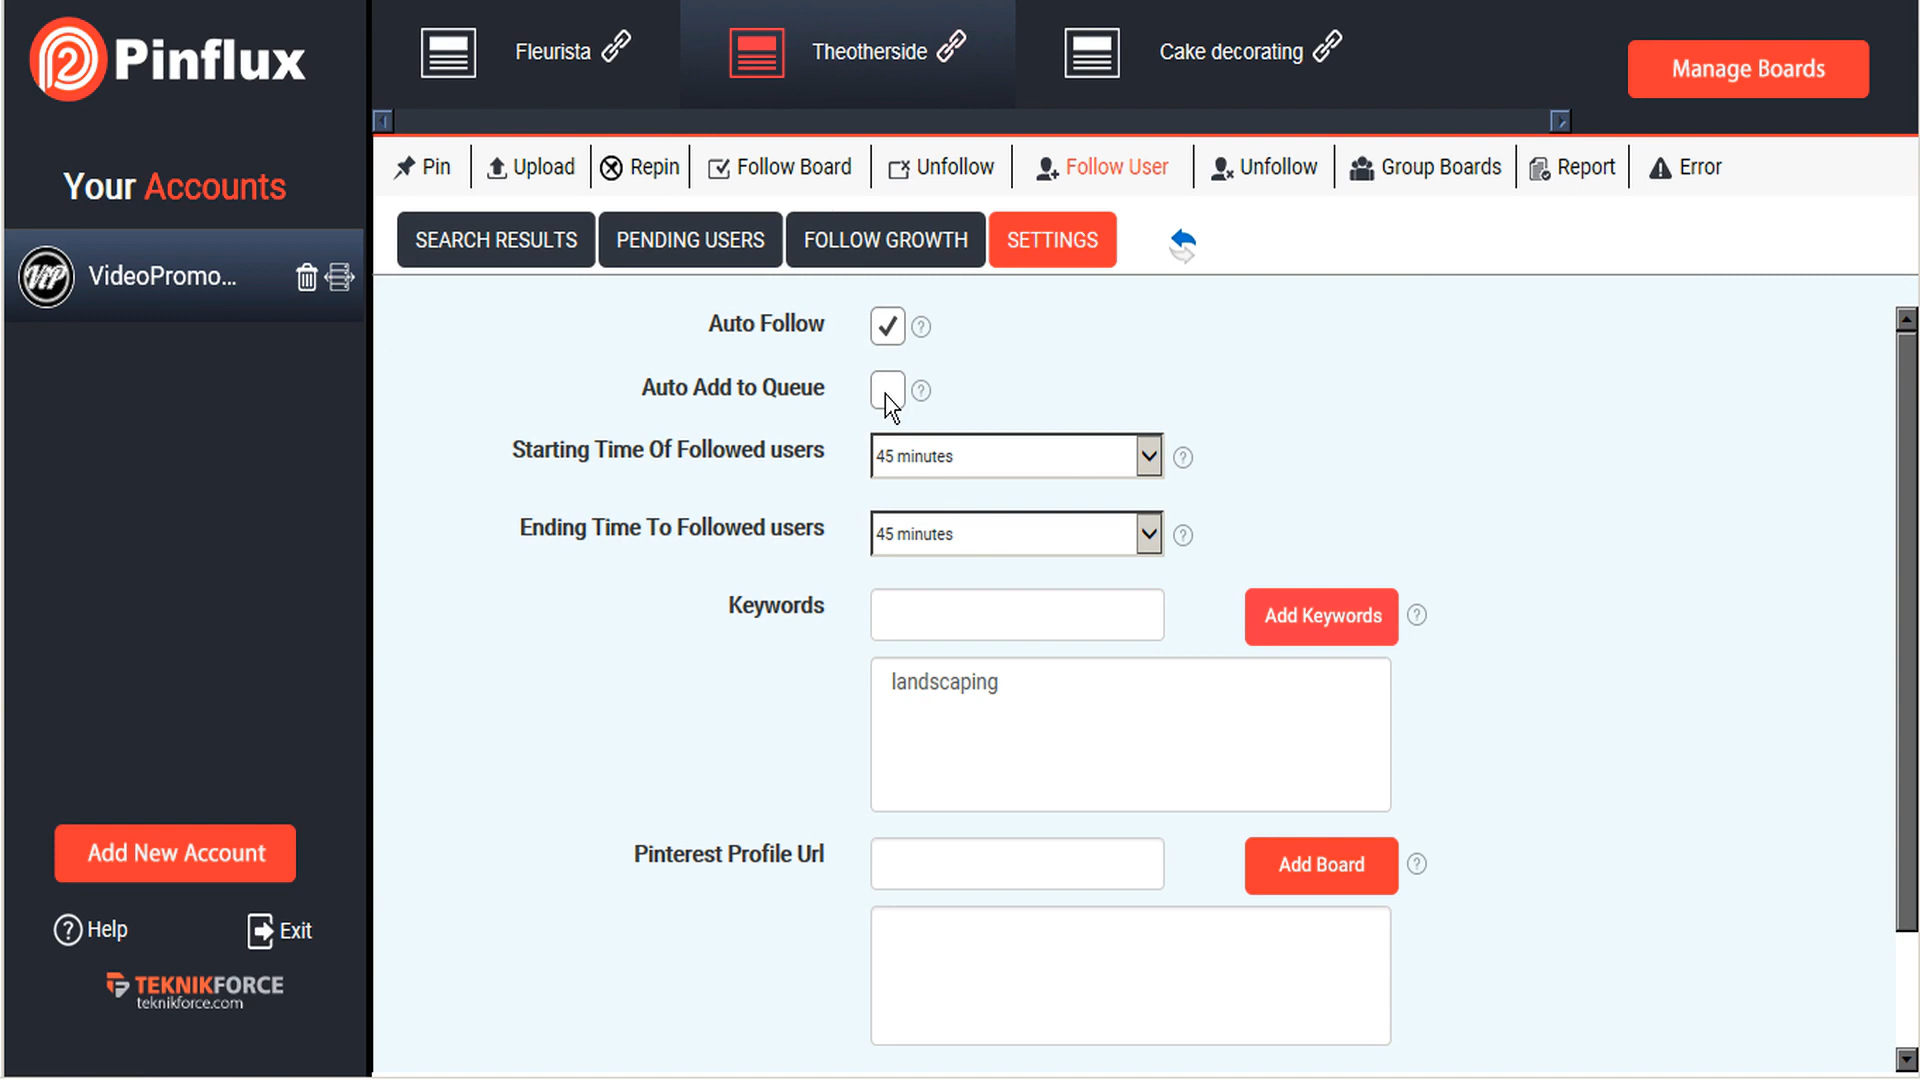 Pinflux
Fleurista
Theotherside
Cake decorating
Manage Boards
Your Accounts
VideoPromo...
Pin
Upload
Repin
Follow Board
Unfollow
Follow User
Unfollow
Group Boards
Report
Error
SEARCH RESULTS
PENDING USERS
FOLLOW GROWTH
SETTINGS
Auto Follow
?
Auto Add to Queue
?
Starting Time Of Followed users
45 minutes
?
Ending Time To Followed users
45 minutes
?
Keywords
Add Keywords
?
landscaping
Pinterest Profile Url
Add Board
?
Add New Account
? Help
Exit
TEKNIKFORCE
teknikforce.com